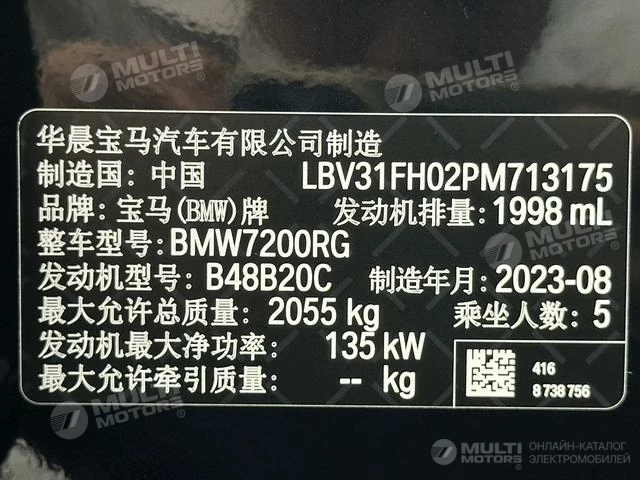 MULTI MOTORS
MULTI MOTORS
华晨宝马汽车有限公司制造
制造国: 中国 LBV31FH02PM713175
品牌: 宝马(BMW)牌 发动机排量: 1998 mL
整车型号: BMW7200RG
发动机型号: B48B20C 制造年月: 2023-08
最大允许总质量: 2055 kg 乘坐人数: 5
发动机最大净功率: 135 kW
最大允许牵引质量: -- kg
416
8 738 756
MULTI MOTORS ОНЛАЙН-КАТАЛОГ
ЭЛЕКТРОМОБИЛЕЙ